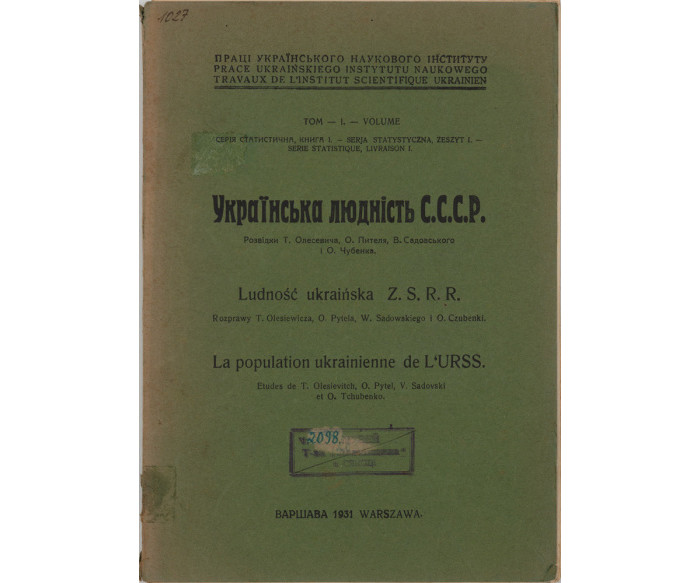 1027
ПРАЦІ УКРАЇНСЬКОГО НАУКОВОГО ІНСТИТУТУ
PRACE UKRAIŃSKIEGO INSTYTUTU NAUKOWEGO
TRAVAUX DE L'INSTITUT SCIENTIFIQUE UKRAINIEN
ТОМ — I. — VOLUME
СЕРІЯ СТАТИСТИЧНА, КНИГА I. — SERJA STATYSTYCZNA, ZESZYT I. —
SERIE STATISTIQUE, LIVRAISON I.
Українська людність С.С.С.Р.
Розвідки Т. Олесевича, О. Пителя, В. Садовського
і О. Чубенка.
Ludność ukraińska Z. S. R. R.
Rozprawy T. Olesiewicza, O. Pytela, W. Sadowskiego i O. Czubenki.
La population ukrainienne de L'URSS.
Etudes de T. Olesievitch, O. Pytel, V. Sadovski
et O. Tchubenko.
2098
ВАРШАВА 1931 WARSZAWA.